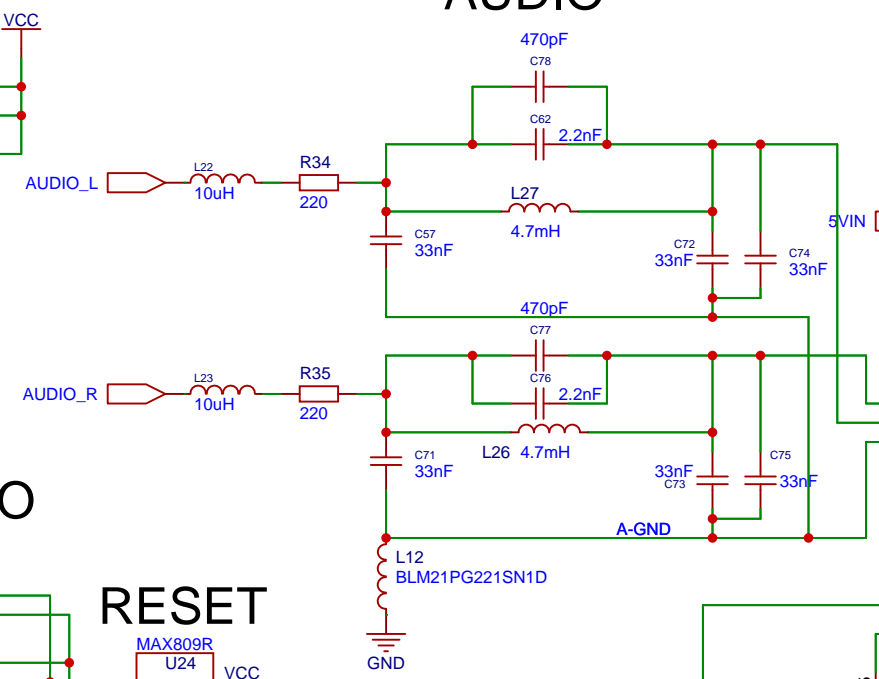 AUDIO
VCC
470pF
C78
C62
2.2nF
L22
R34
AUDIO_L
10uH
220
L27
4.7mH
5VIN
C57
33nF
C72
33nF
C74
33nF
470pF
C77
L23
R35
C76
2.2nF
AUDIO_R
10uH
220
L26 4.7mH
C71
33nF
33nF
C73
C75
33nF
O
A-GND
L12
BLM21PG221SN1D
RESET
MAX809R
U24
VCC
GND